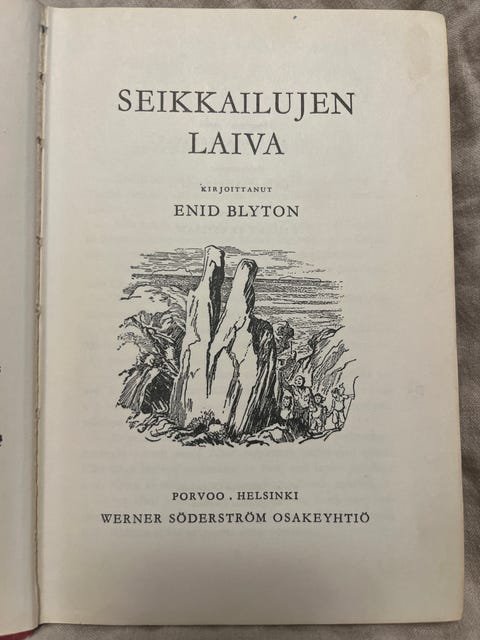 SEIKKAILUJEN
LAIVA
KIRJOITTANUT
ENID BLYTON
PORVOO . HELSINKI
WERNER SÖDERSTRÖM OSAKEYHTIÖ